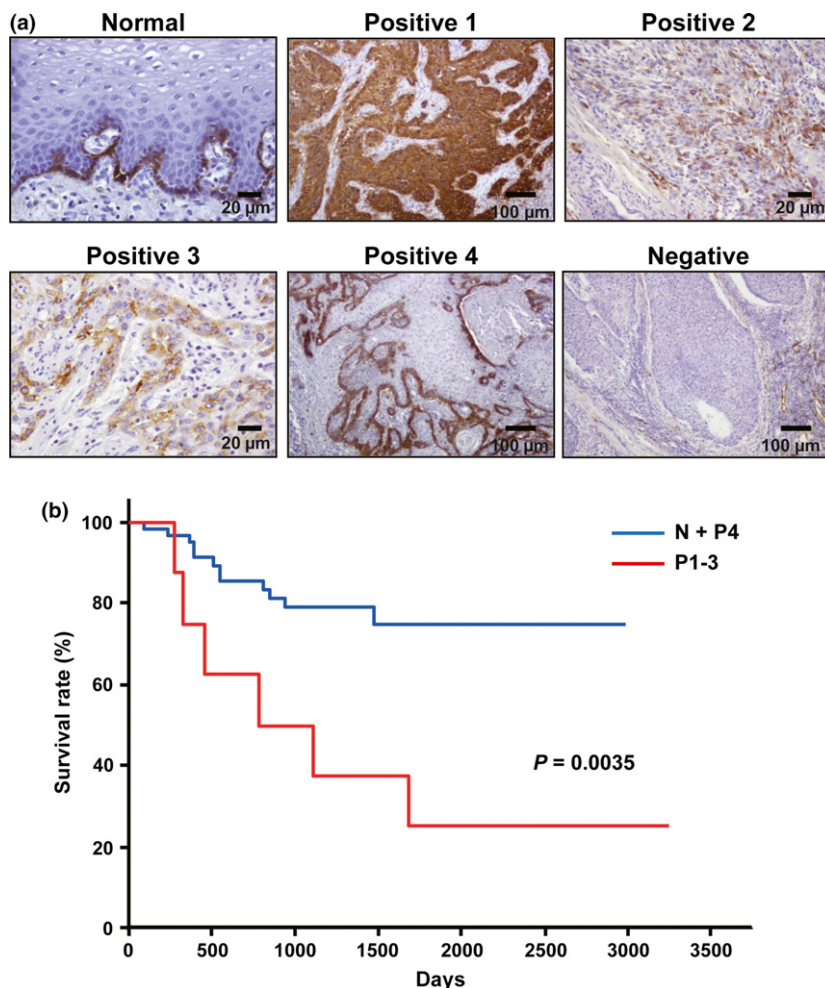 (a)
Normal
Positive 1
Positive 2
20 µm
100 µm
20 µm
Positive 3
Positive 4
Negative
20 µm
100 µm
100 µm
(b)
100
80
60
40
20
0
Survival rate (%)
N + P4
P1-3
P = 0.0035
0 500 1000 1500 2000 2500 3000 3500
Days